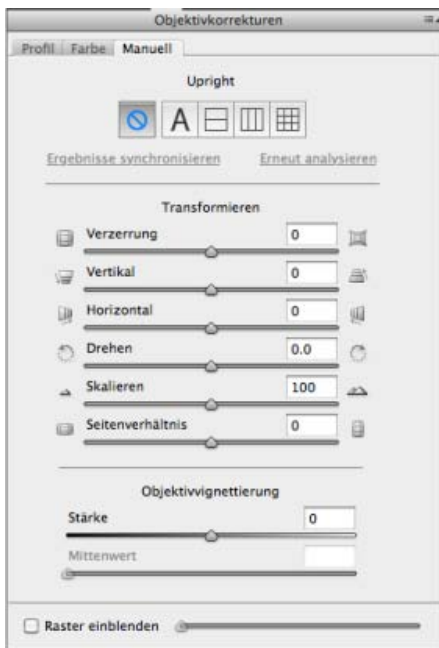 Objektivkorrekturen
Profil Farbe Manuell
Upright
A
Ergebnisse synchronisieren Erneut analysieren
Transformieren
Verzerrung 0
Vertikal 0
Horizontal 0
Drehen 0.0
Skalieren 100
Seitenverhältnis 0
Objektivvignettierung
Stärke 0
Mittenwert
Raster einblenden